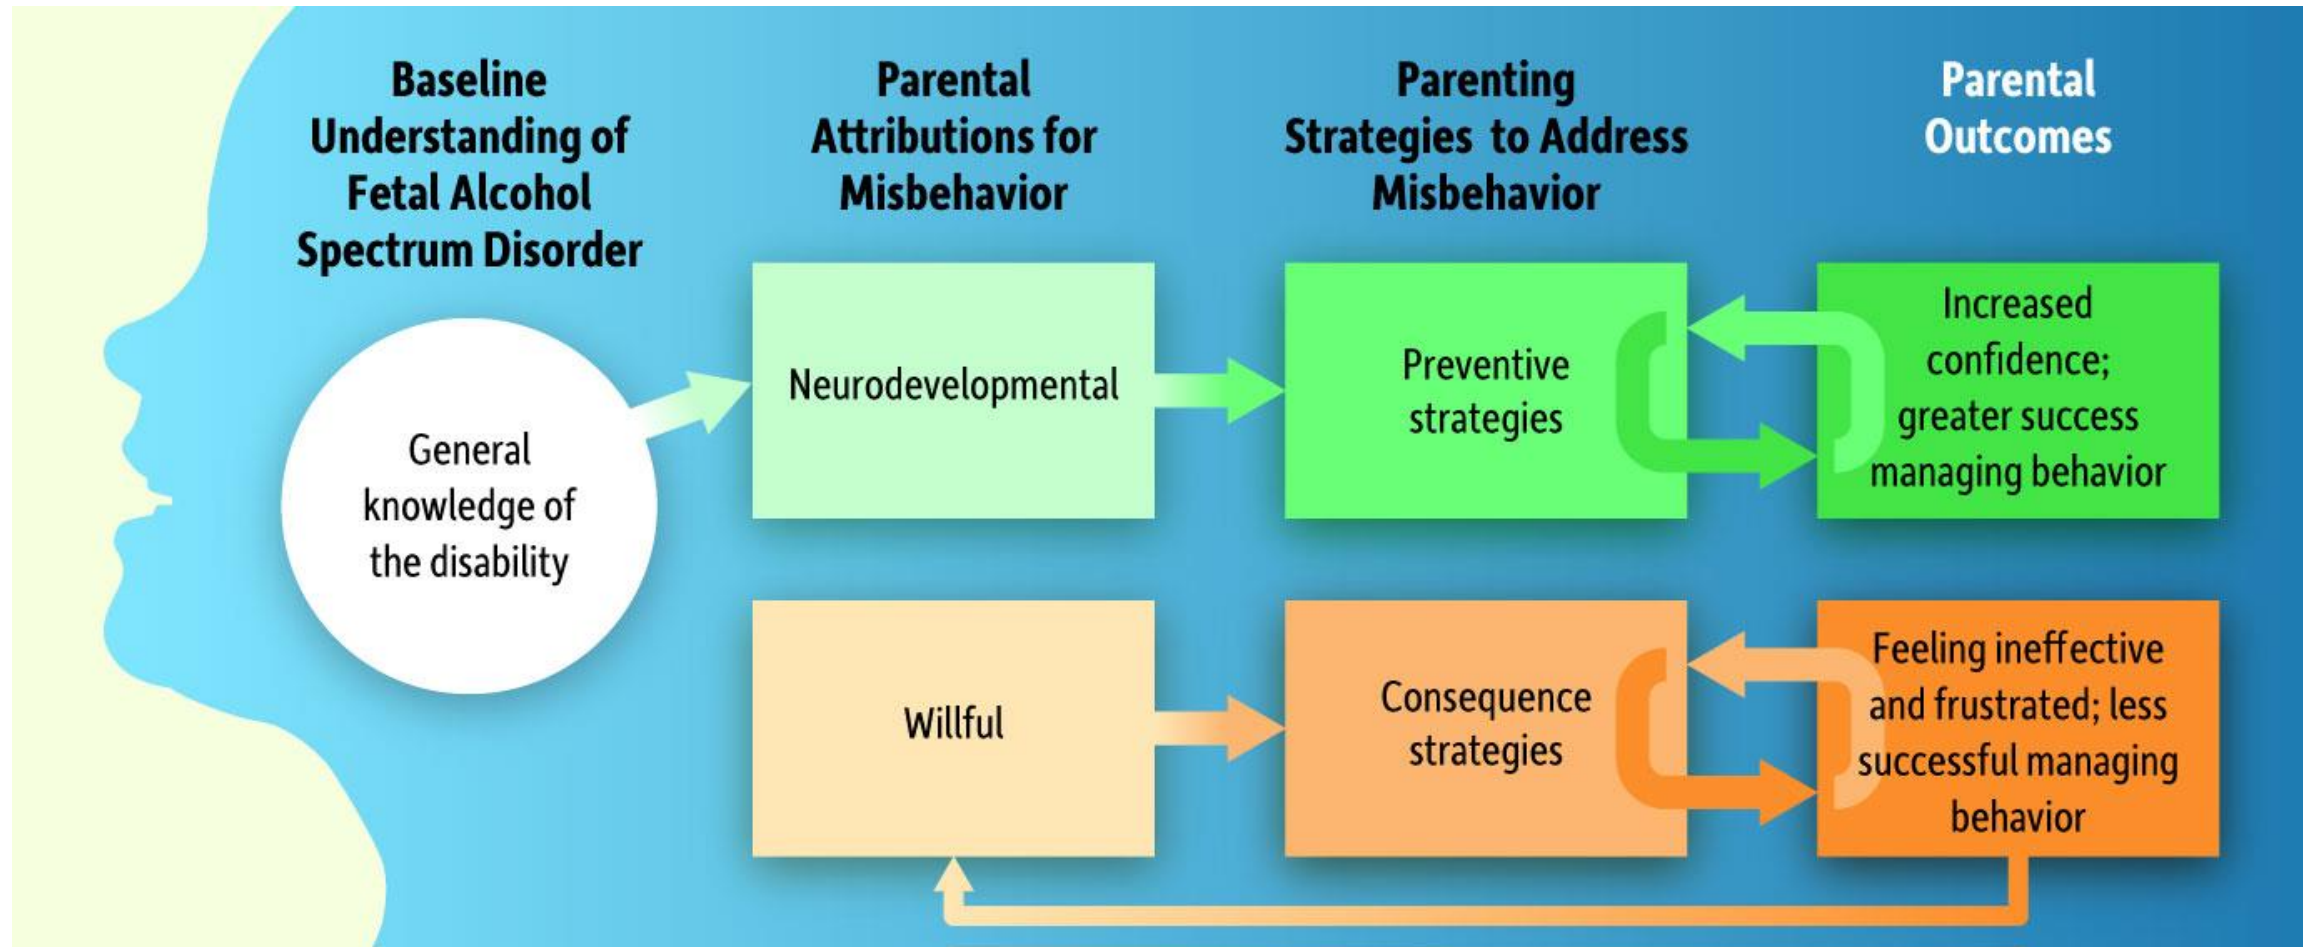 Baseline
Understanding of
Fetal Alcohol
Spectrum Disorder
Parental
Attributions for
Misbehavior
Parenting
Strategies to Address
Misbehavior
Parental
Outcomes
General
knowledge of
the disability
Neurodevelopmental
Preventive
strategies
Increased
confidence;
greater success
managing behavior
Willful
Consequence
strategies
Feeling ineffective
and frustrated; less
successful managing
behavior